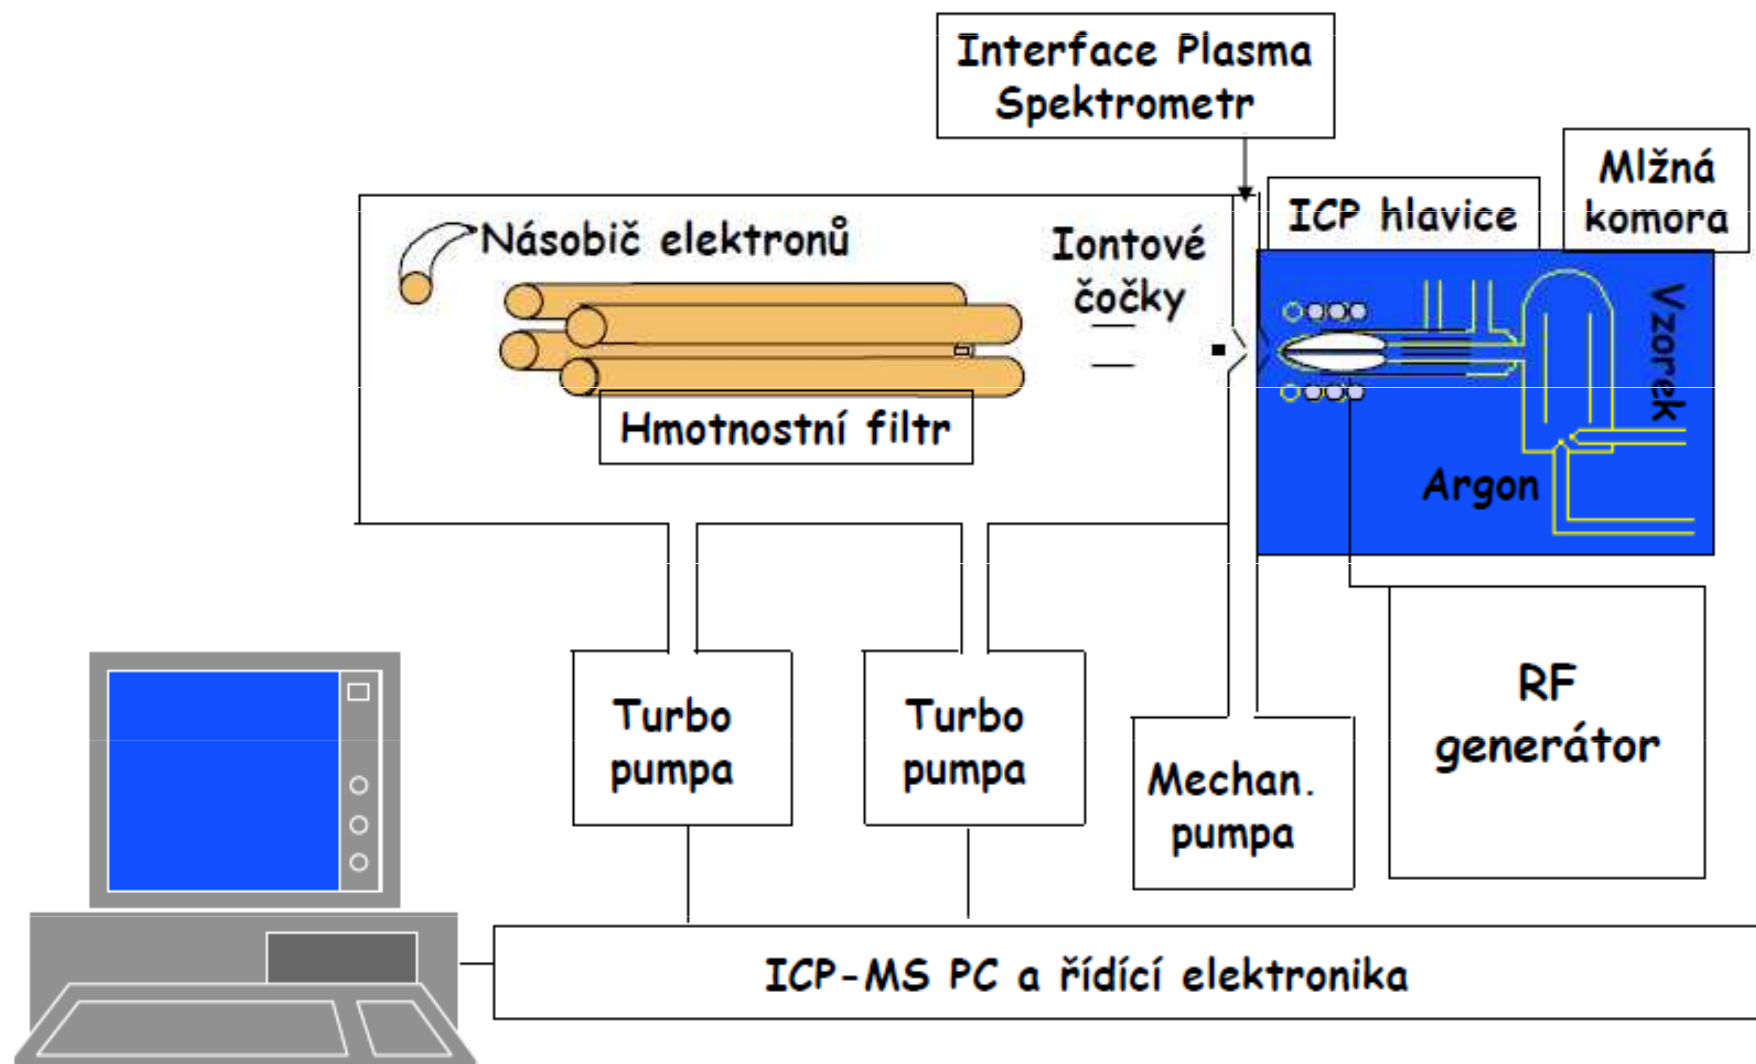 Interface Plasma
Spektrometr
Mlžná
komora
ICP hlavice
Násobič elektronů
Iontové
čočky
Vzorek
Hmotnostní filtr
Argon
Turbo
pumpa
Turbo
pumpa
Mechan.
pumpa
RF
generátor
ICP-MS PC a řídící elektronika